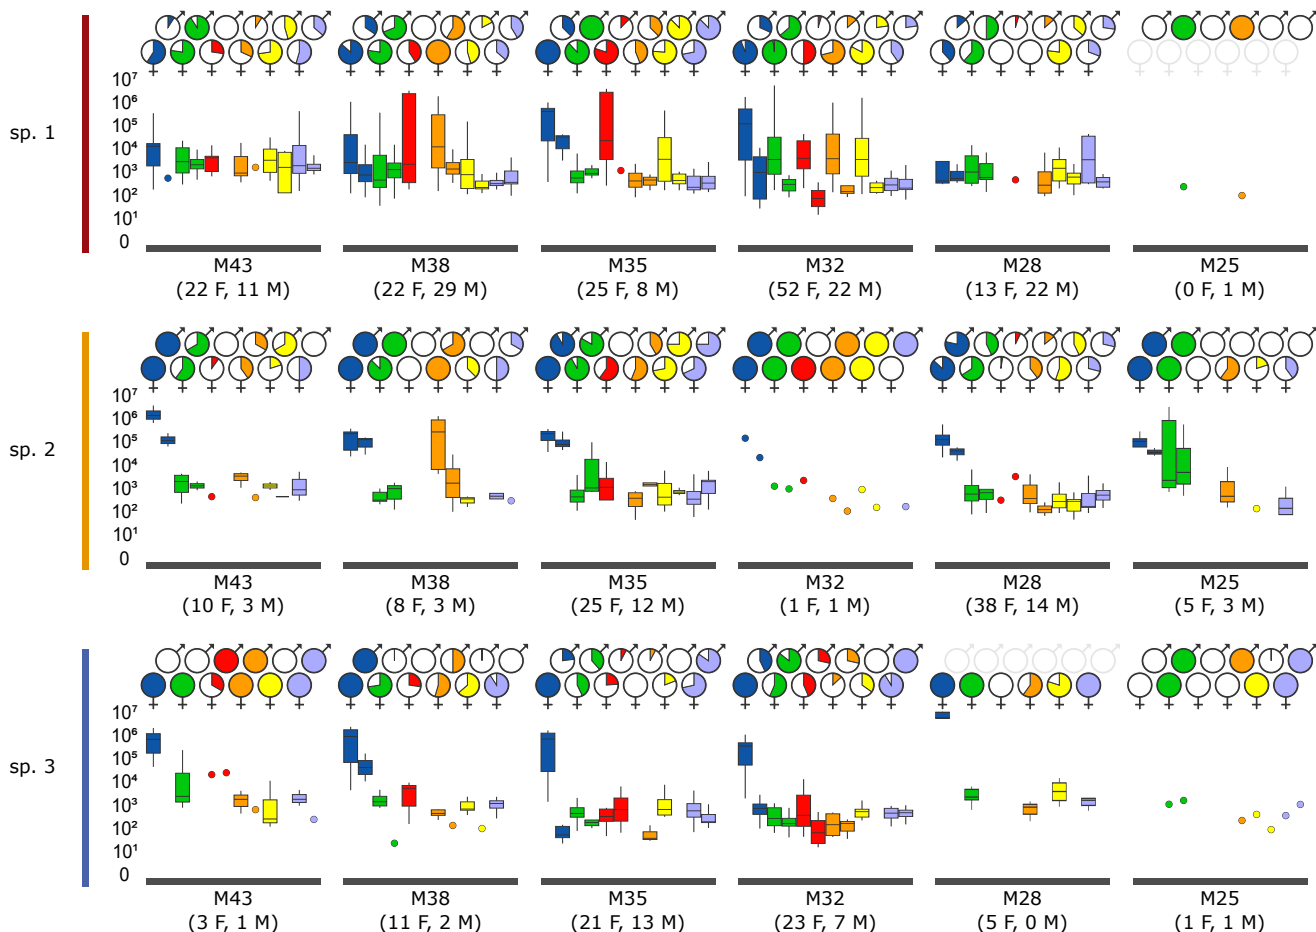 sp. 1
10⁷
10⁶
10⁵
10⁴
10³
10²
10¹
0
M43 M38 M35 M32 M28 M25
(22 F, 11 M) (22 F, 29 M) (25 F, 8 M) (52 F, 22 M) (13 F, 22 M) (0 F, 1 M)
sp. 2
10⁷
10⁶
10⁵
10⁴
10³
10²
10¹
0
M43 M38 M35 M32 M28 M25
(10 F, 3 M) (8 F, 3 M) (25 F, 12 M) (1 F, 1 M) (38 F, 14 M) (5 F, 3 M)
sp. 3
10⁷
10⁶
10⁵
10⁴
10³
10²
10¹
0
M43 M38 M35 M32 M28 M25
(3 F, 1 M) (11 F, 2 M) (21 F, 13 M) (23 F, 7 M) (5 F, 0 M) (1 F, 1 M)